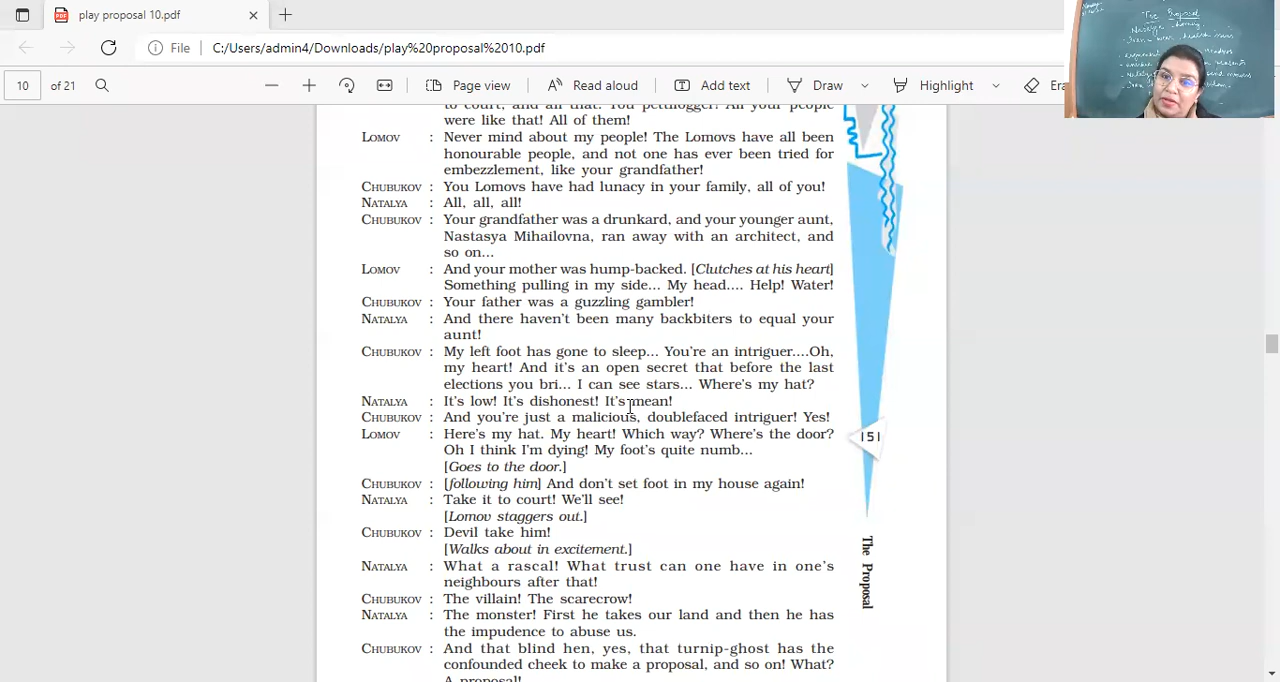 play proposal 10.pdf
File C:/Users/admin4/Downloads/play%20proposal%2010.pdf
10 of 21 Page view Read aloud Add text Draw Highlight
The Proposal
to court, and all that. You pettifogger! All your people
were like that! All of them!
LOMOV : Never mind about my people! The Lomovs have all been
honourable people, and not one has ever been tried for
embezzlement, like your grandfather!
CHUBUKOV : You Lomovs have had lunacy in your family, all of you!
NATALYA : All, all, all!
CHUBUKOV : Your grandfather was a drunkard, and your younger aunt,
Nastasya Mihailovna, ran away with an architect, and
so on...
LOMOV : And your mother was hump-backed. [Clutches at his heart]
Something pulling in my side... My head.... Help! Water!
CHUBUKOV : Your father was a guzzling gambler!
NATALYA : And there haven't been many backbiters to equal your
aunt!
CHUBUKOV : My left foot has gone to sleep... You're an intriguer....Oh,
my heart! And it's an open secret that before the last
elections you bri... I can see stars... Where's my hat?
NATALYA : It's low! It's dishonest! It's mean!
CHUBUKOV : And you're just a malicious, doublefaced intriguer! Yes!
LOMOV : Here's my hat. My heart! Which way? Where's the door?
Oh I think I'm dying! My foot's quite numb...
[Goes to the door.]
CHUBUKOV : [following him] And don't set foot in my house again!
NATALYA : Take it to court! We'll see!
[Lomov staggers out.]
CHUBUKOV : Devil take him!
[Walks about in excitement.]
NATALYA : What a rascal! What trust can one have in one's
neighbours after that!
CHUBUKOV : The villain! The scarecrow!
NATALYA : The monster! First he takes our land and then he has
the impudence to abuse us.
CHUBUKOV : And that blind hen, yes, that turnip-ghost has the
confounded cheek to make a proposal, and so on! What?
A proposal!
151
The Proposal